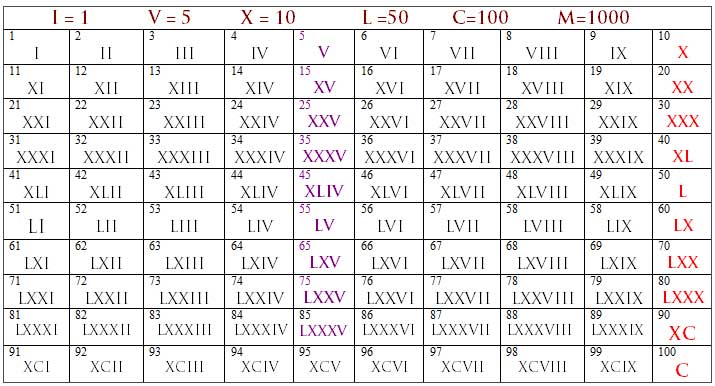 I = 1 V = 5 X = 10 L =50 C=100 M=1000
1 2 3 4 5 6 7 8 9 10
I II III IV V VI VII VIII IX X
11 12 13 14 15 16 17 18 19 20
XI XII XIII XIV XV XVI XVII XVIII XIX XX
21 22 23 24 25 26 27 28 29 30
XXI XXII XXIII XXIV XXV XXVI XXVII XXVIII XXIX XXX
31 32 33 34 35 36 37 38 39 40
XXXI XXXII XXXIII XXXIV XXXV XXXVI XXXVII XXXVIII XXXIX XL
41 42 43 44 45 46 47 48 49 50
XLI XLII XLIII XLIV XLIV XLVI XLVII XLVIII XLIX L
51 52 53 54 55 56 57 58 58 60
LI LII LIII LIV LV LVI LVII LVIII LIX LX
61 62 63 64 65 66 67 68 69 70
LXI LXII LXIII LXIV LXV LXVI LXVII LXVIII LXIX LXX
71 72 73 74 75 76 77 78 79 80
LXXI LXXII LXXIII LXXIV LXXV LXXVI LXXVII LXXVIII LXXIX LXXX
81 82 83 84 85 86 87 88 89 90
LXXXI LXXXII LXXXIII LXXXIV LXXXV LXXXVI LXXXVII LXXXVIII LXXXIX XC
91 92 93 94 95 96 97 98 99 100
XCI XCII XCIII XCIV XCV XCVI XCVII XCVIII XCIX C